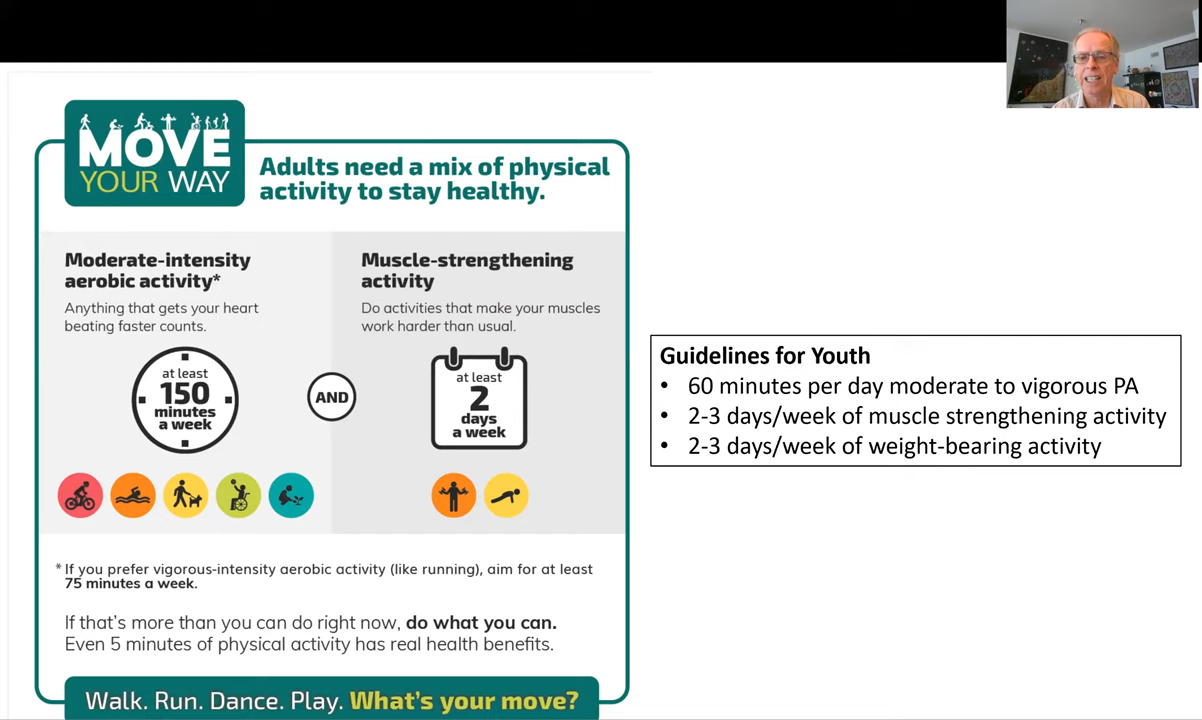 MOVE
YOUR WAY
Adults need a mix of physical
activity to stay healthy.
Moderate-intensity
aerobic activity*
Anything that gets your heart
beating faster counts.
at least
150
minutes
a week
AND
Muscle-strengthening
activity
Do activities that make your muscles
work harder than usual.
at least
2
days
a week
* If you prefer vigorous-intensity aerobic activity (like running), aim for at least
75 minutes a week.
If that’s more than you can do right now, do what you can.
Even 5 minutes of physical activity has real health benefits.
Walk. Run. Dance. Play. What’s your move?
Guidelines for Youth
• 60 minutes per day moderate to vigorous PA
• 2-3 days/week of muscle strengthening activity
• 2-3 days/week of weight-bearing activity